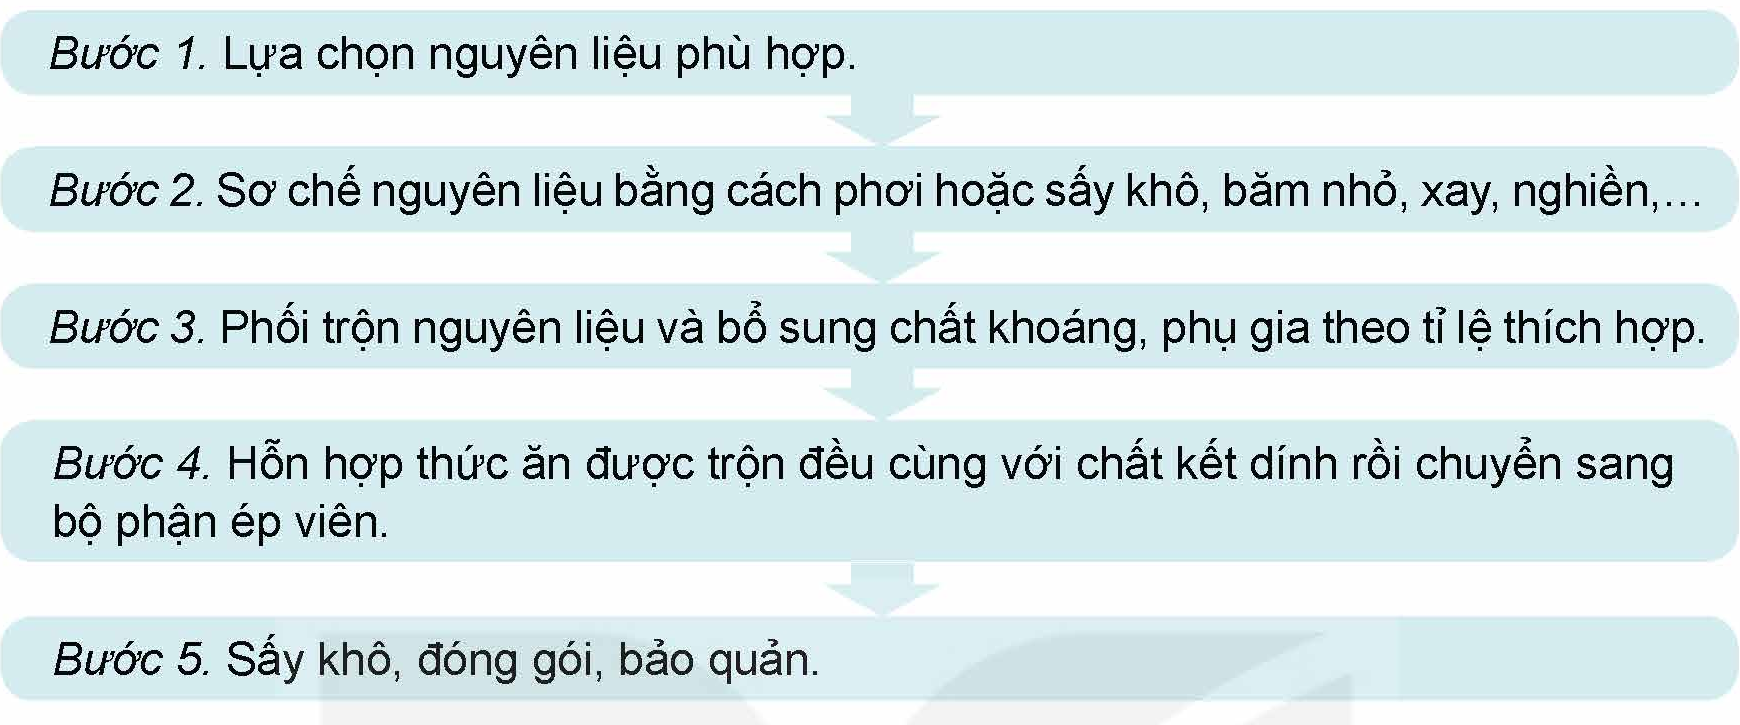 Bước 1. Lựa chọn nguyên liệu phù hợp.
Bước 2. Sơ chế nguyên liệu bằng cách phơi hoặc sấy khô, băm nhỏ, xay, nghiền,...
Bước 3. Phối trộn nguyên liệu và bổ sung chất khoáng, phụ gia theo tỉ lệ thích hợp.
Bước 4. Hỗn hợp thức ăn được trộn đều cùng với chất kết dính rồi chuyển sang
bộ phận ép viên.
Bước 5. Sấy khô, đóng gói, bảo quản.